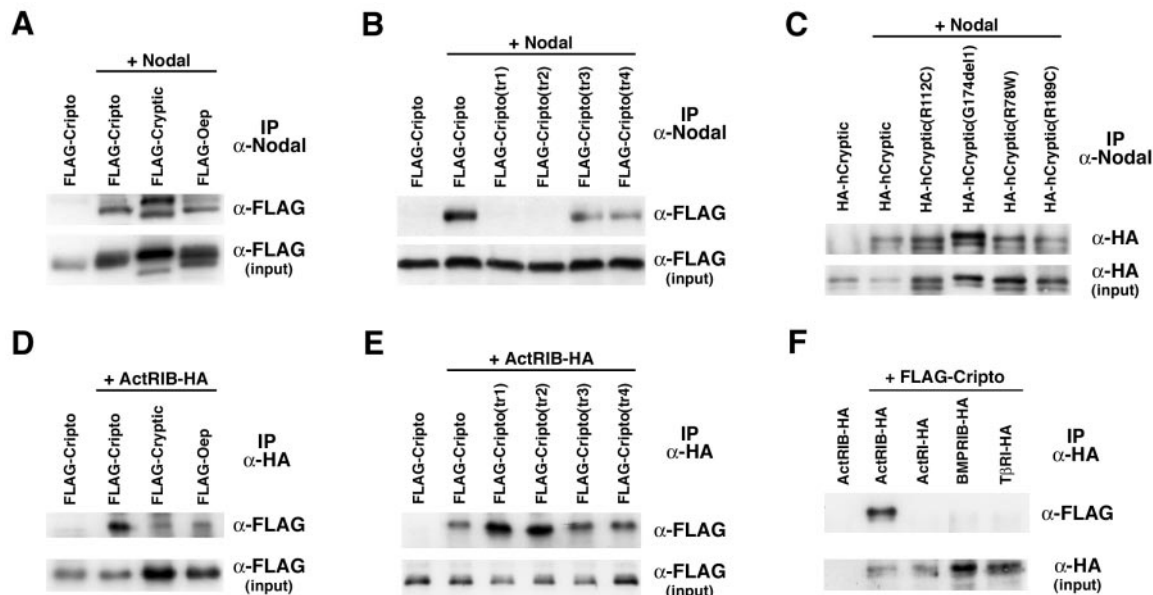 A
+ Nodal
FLAG-Cripto
FLAG-Cripto
FLAG-Cryptic
FLAG-Oep
IP
α-Nodal
α-FLAG
α-FLAG
(input)
B
+ Nodal
FLAG-Cripto
FLAG-Cripto
FLAG-Cripto(tr1)
FLAG-Cripto(tr2)
FLAG-Cripto(tr3)
FLAG-Cripto(tr4)
IP
α-Nodal
α-FLAG
α-FLAG
(input)
C
+ Nodal
HA-hCryptic
HA-hCryptic
HA-hCryptic(R112C)
HA-hCryptic(G174del1)
HA-hCryptic(R78W)
HA-hCryptic(R189C)
IP
α-Nodal
α-HA
α-HA
(input)
D
+ ActRIB-HA
FLAG-Cripto
FLAG-Cripto
FLAG-Cryptic
FLAG-Oep
IP
α-HA
α-FLAG
α-FLAG
(input)
E
+ ActRIB-HA
FLAG-Cripto
FLAG-Cripto
FLAG-Cripto(tr1)
FLAG-Cripto(tr2)
FLAG-Cripto(tr3)
FLAG-Cripto(tr4)
IP
α-HA
α-FLAG
α-FLAG
(input)
F
+ FLAG-Cripto
ActRIB-HA
ActRIB-HA
ActRI-HA
BMPRIB-HA
TβRI-HA
IP
α-HA
α-FLAG
α-HA
(input)